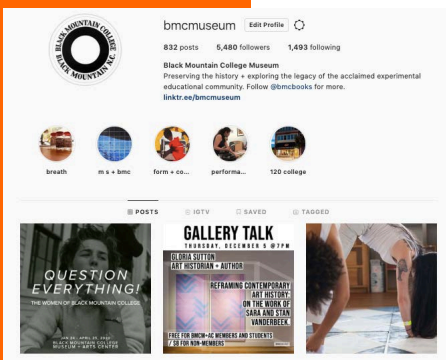 BLACK MOUNTAIN COLLEGE
BLACK MOUNTAIN, N.C.
bmcmuseum Edit Profile
832 posts 5,480 followers 1,493 following
Black Mountain College Museum
Preserving the history + exploring the legacy of the acclaimed experimental
educational community. Follow @bmcbooks for more.
linktr.ee/bmcmuseum
breath m s + bmc form + co... performa... 120 college
POSTS IGTV SAVED TAGGED
QUESTION
EVERYTHING!
THE WOMEN OF BLACK MOUNTAIN COLLEGE
BLACK MOUNTAIN COLLEGE
MUSEUM + ARTS CENTER
GALLERY TALK
THURSDAY, DECEMBER 5 @7PM
GLORIA SUTTON
ART HISTORIAN + AUTHOR
REFRAMING CONTEMPORARY
ART HISTORY:
ON THE WORK OF
SARA AND STAN
VANDERBEEK.
FREE FOR BMCM+AC MEMBERS AND STUDENTS
/ $8 FOR NON-MEMBERS